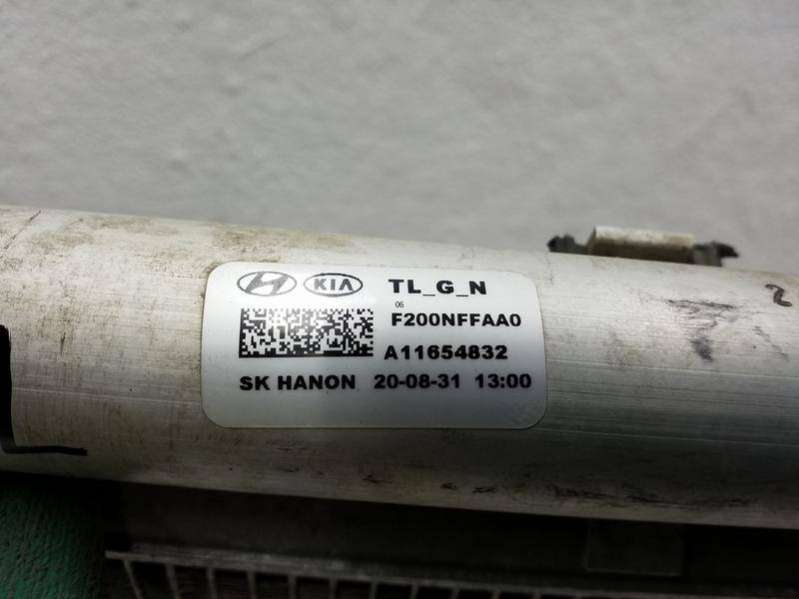 KIA TL_G_N
06
F200NFFAA0
A11654832
SK HANON 20-08-31 13:00
2